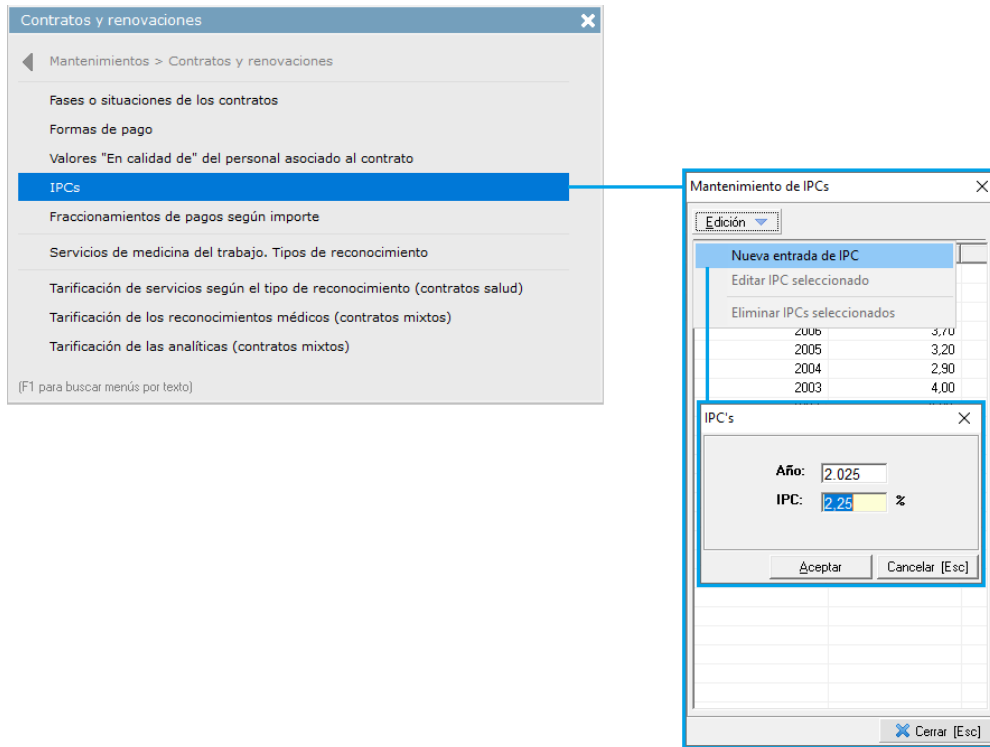 Contratos y renovaciones
Mantenimientos > Contratos y renovaciones
Fases o situaciones de los contratos
Formas de pago
Valores "En calidad de" del personal asociado al contrato
IPCs
Fraccionamientos de pagos según importe
Servicios de medicina del trabajo. Tipos de reconocimiento
Tarificación de servicios según el tipo de reconocimiento (contratos salud)
Tarificación de los reconocimientos médicos (contratos mixtos)
Tarificación de las analíticas (contratos mixtos)
(F1 para buscar menús por texto)
Mantenimiento de IPCs
Edición
Nueva entrada de IPC
Editar IPC seleccionado
Eliminar IPCs seleccionados
2006 3,70
2005 3,20
2004 2,90
2003 4,00
IPC's
Año: 2.025
IPC: 2,25 %
Aceptar Cancelar [Esc]
Cerrar [Esc]